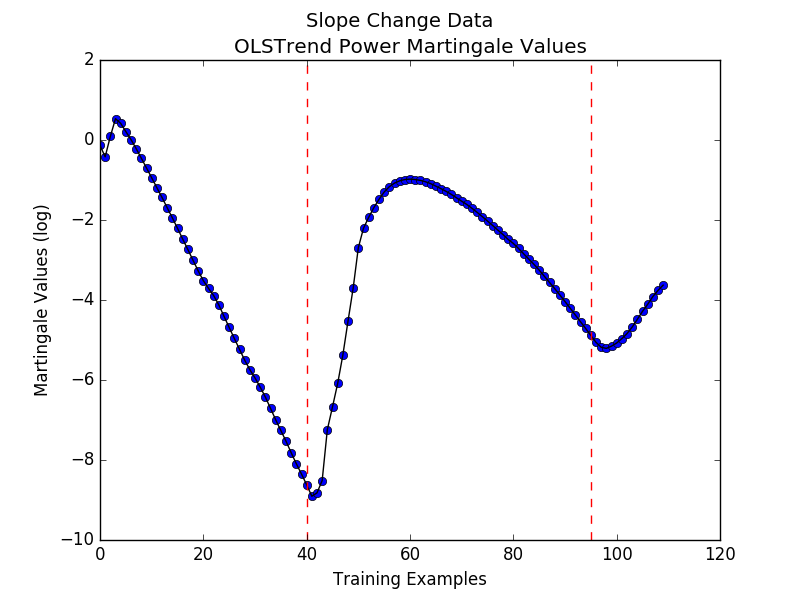 Slope Change Data
OLSTrend Power Martingale Values
2
0
−2
−4
−6
−8
−10
Martingale Values (log)
0 20 40 60 80 100 120
Training Examples